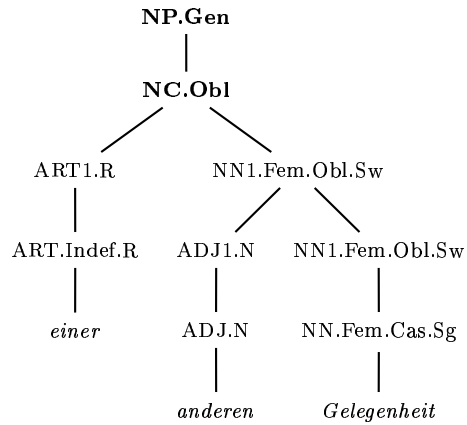 NP.Gen
NC.Obl
ART1.R NN1.Fem.Obl.Sw
ART.Indef.R ADJ1.N NN1.Fem.Obl.Sw
einer ADJ.N NN.Fem.Cas.Sg
anderen Gelegenheit